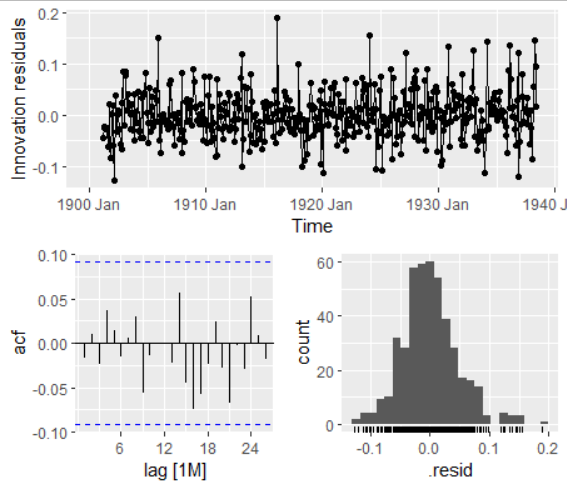 0.2
0.1
0.0
-0.1
Innovation residuals
1900 Jan 1910 Jan 1920 Jan 1930 Jan 1940 J
Time
0.10
0.05
0.00
-0.05
-0.10
acf
6 12 18 24
lag [1M]
60
40
20
0
count
-0.1 0.0 0.1 0.2
.resid